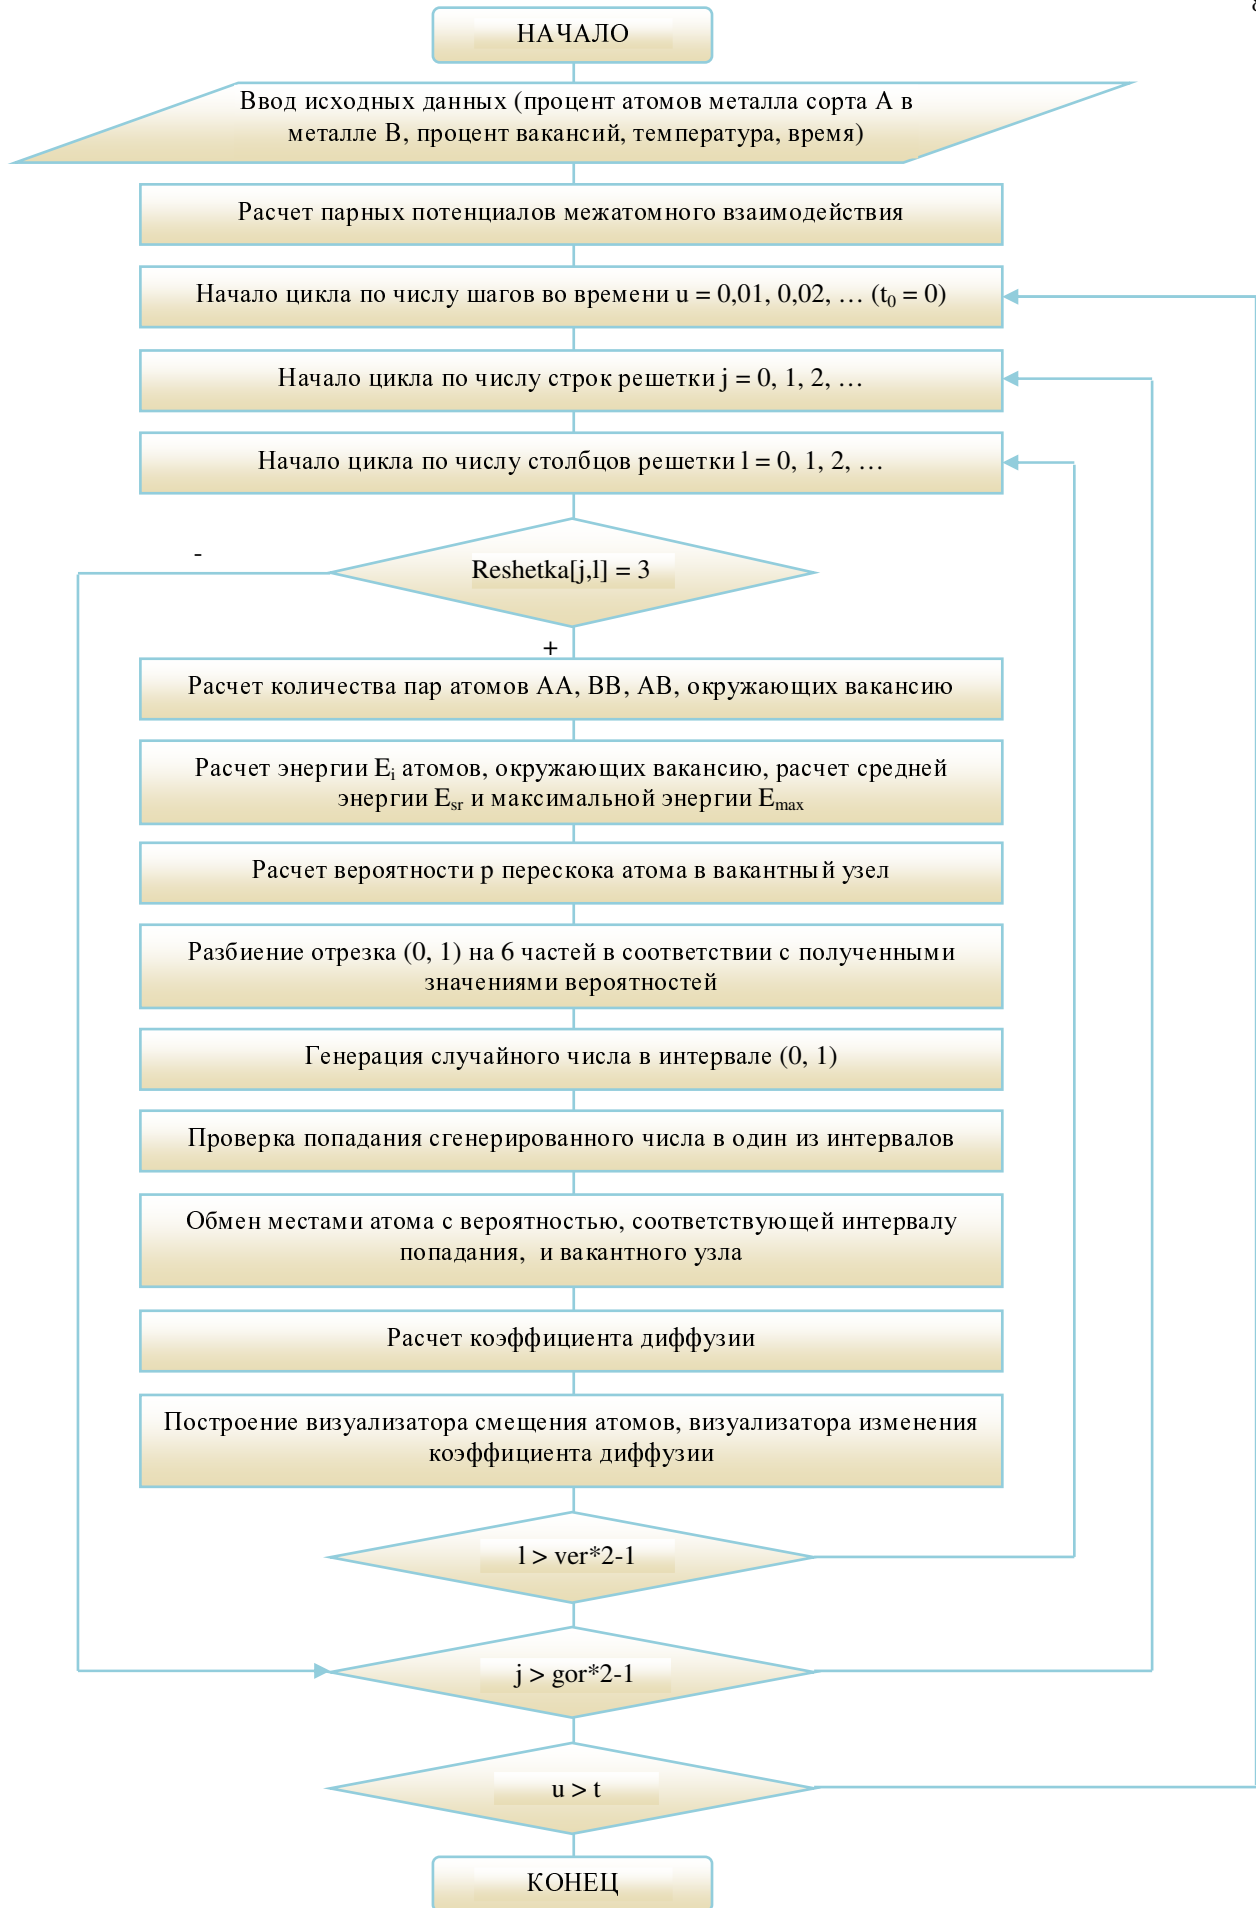 НАЧАЛО
Ввод исходных данных (процент атомов металла сорта А в
металле В, процент вакансий, температура, время)
Расчет парных потенциалов межатомного взаимодействия
Начало цикла по числу шагов во времени u = 0,01, 0,02, … (t₀ = 0)
Начало цикла по числу строк решетки j = 0, 1, 2, …
Начало цикла по числу столбцов решетки l = 0, 1, 2, …
-
Reshetka[j,l] = 3
+
Расчет количества пар атомов АА, ВВ, АВ, окружающих вакансию
Расчет энергии Ei атомов, окружающих вакансию, расчет средней
энергии Esr и максимальной энергии Emax
Расчет вероятности p перескока атома в вакантный узел
Разбиение отрезка (0, 1) на 6 частей в соответствии с полученными
значениями вероятностей
Генерация случайного числа в интервале (0, 1)
Проверка попадания сгенерированного числа в один из интервалов
Обмен местами атома с вероятностью, соответствующей интервалу
попадания, и вакантного узла
Расчет коэффициента диффузии
Построение визуализатора смещения атомов, визуализатора изменения
коэффициента диффузии
l > ver*2-1
j > gor*2-1
u > t
КОНЕЦ